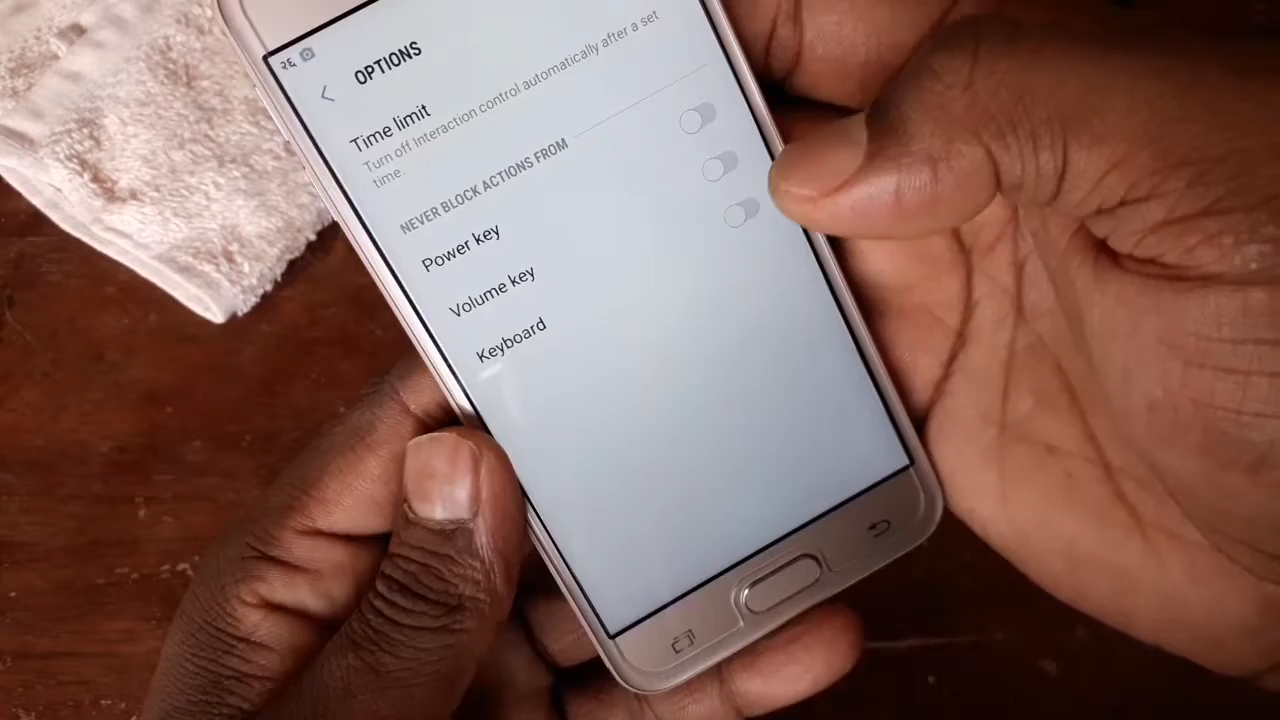 २६
OPTIONS
Time limit
Turn off Interaction control automatically after a set
time.
NEVER BLOCK ACTIONS FROM
Power key
Volume key
Keyboard